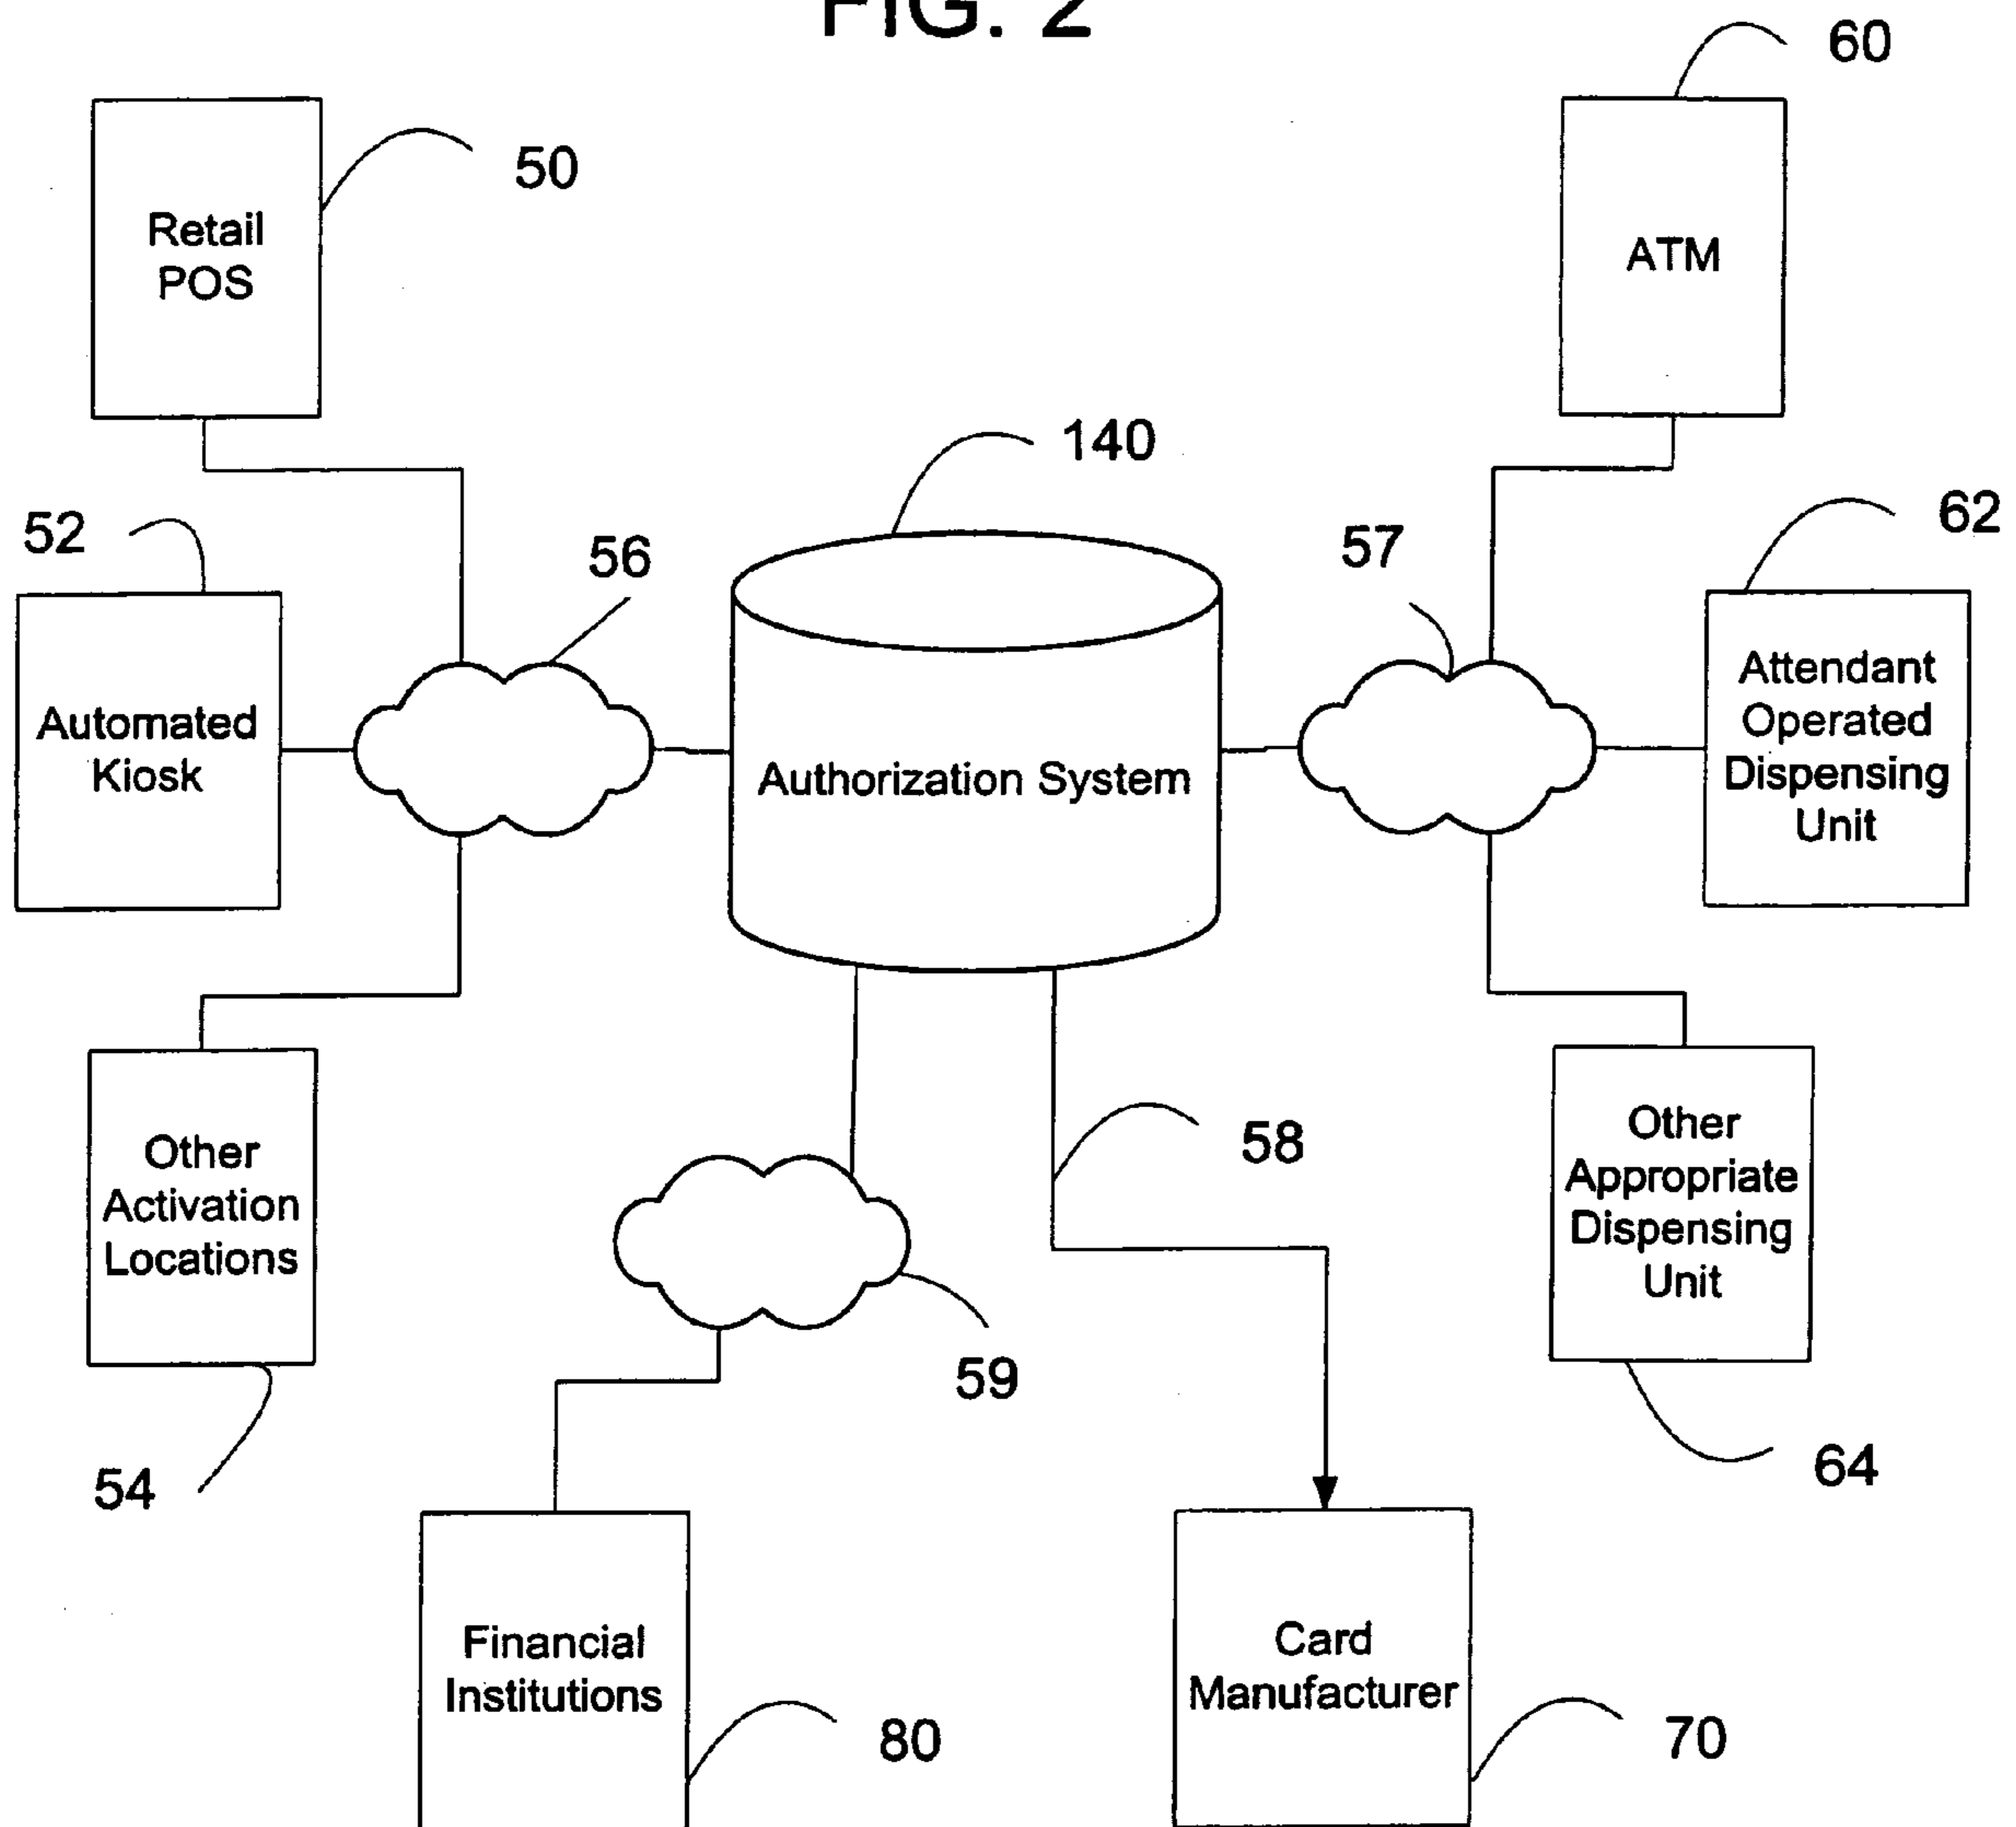 FIG. 2
60
50
Retail
POS
ATM
140
52
56
57
62
Automated
Kiosk
Authorization System
Attendant
Operated
Dispensing
Unit
Other
Activation
Locations
58
Other
Appropriate
Dispensing
Unit
59
54
64
Financial
Institutions
80
Card
Manufacturer
70